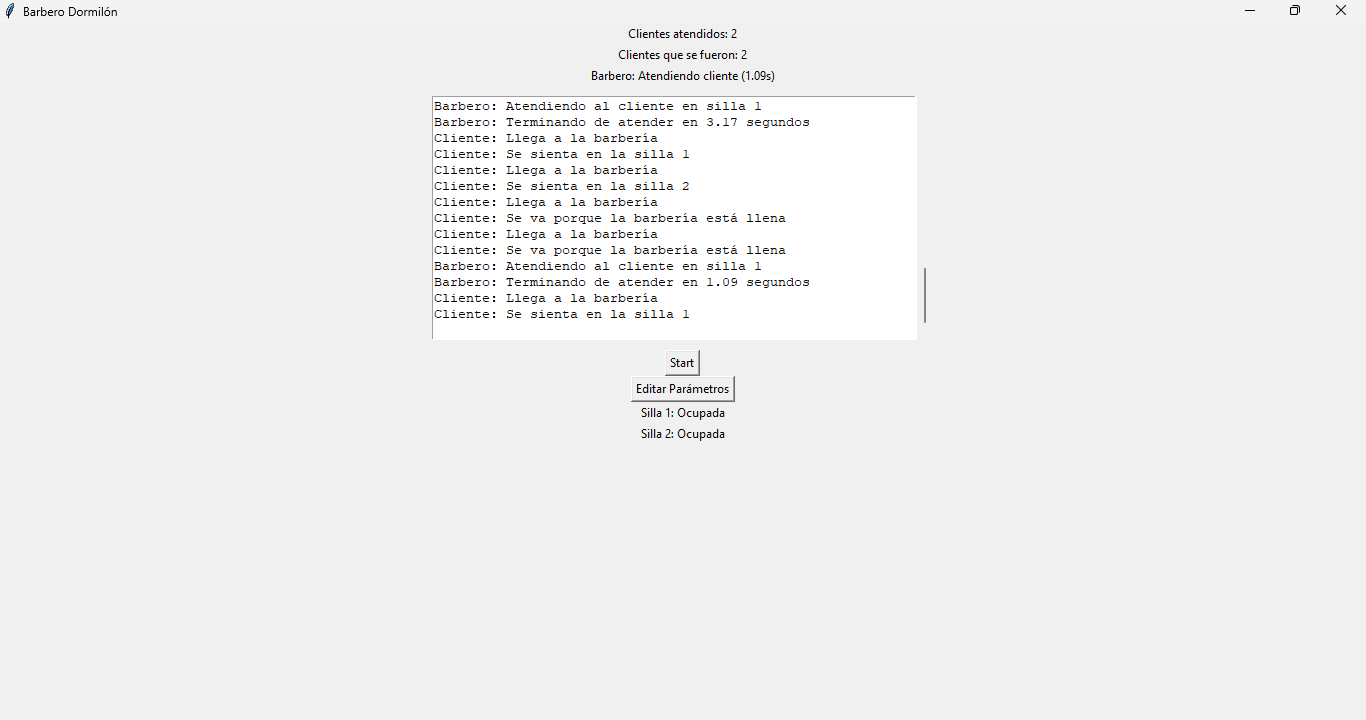 Barbero Dormilón
Clientes atendidos: 2
Clientes que se fueron: 2
Barbero: Atendiendo cliente (1.09s)
Barbero: Atendiendo al cliente en silla 1
Barbero: Terminando de atender en 3.17 segundos
Cliente: Llega a la barbería
Cliente: Se sienta en la silla 1
Cliente: Llega a la barbería
Cliente: Se sienta en la silla 2
Cliente: Llega a la barbería
Cliente: Se va porque la barbería está llena
Cliente: Llega a la barbería
Cliente: Se va porque la barbería está llena
Barbero: Atendiendo al cliente en silla 1
Barbero: Terminando de atender en 1.09 segundos
Cliente: Llega a la barbería
Cliente: Se sienta en la silla 1
Start
Editar Parámetros
Silla 1: Ocupada
Silla 2: Ocupada